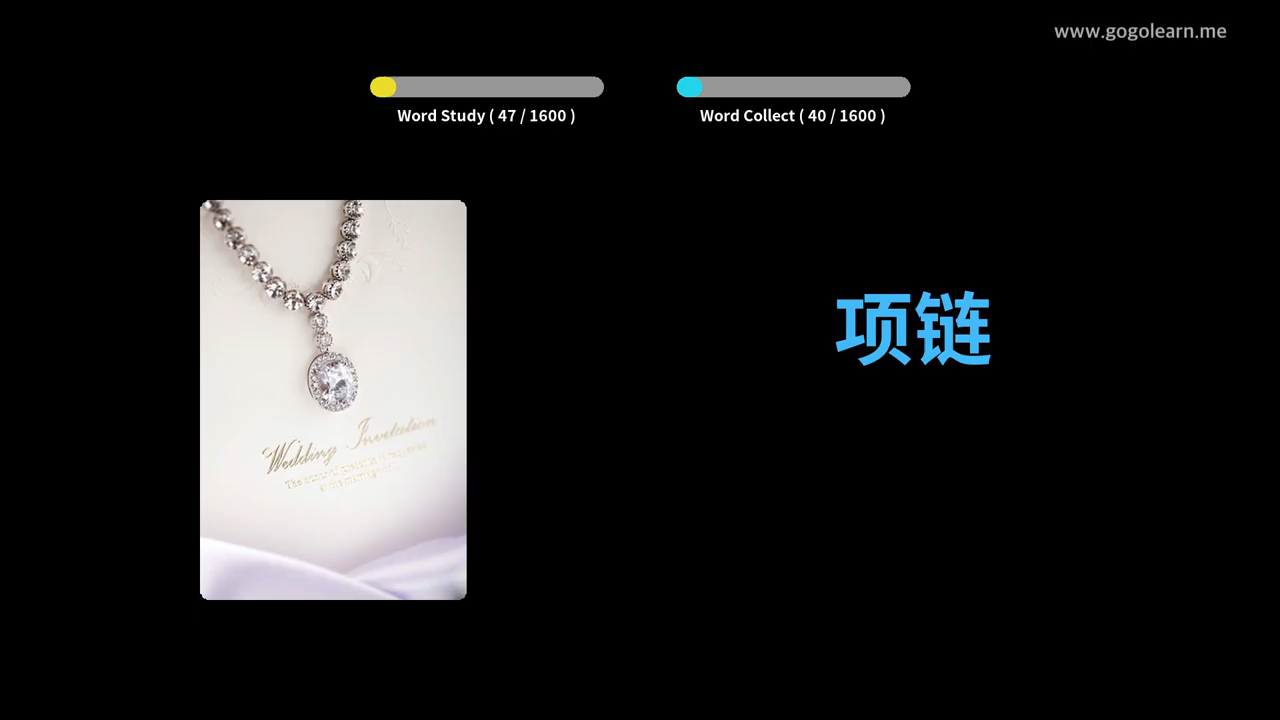 www.gogolearn.me
Word Study ( 47 / 1600 )
Word Collect ( 40 / 1600 )
项链
Wedding Invitation